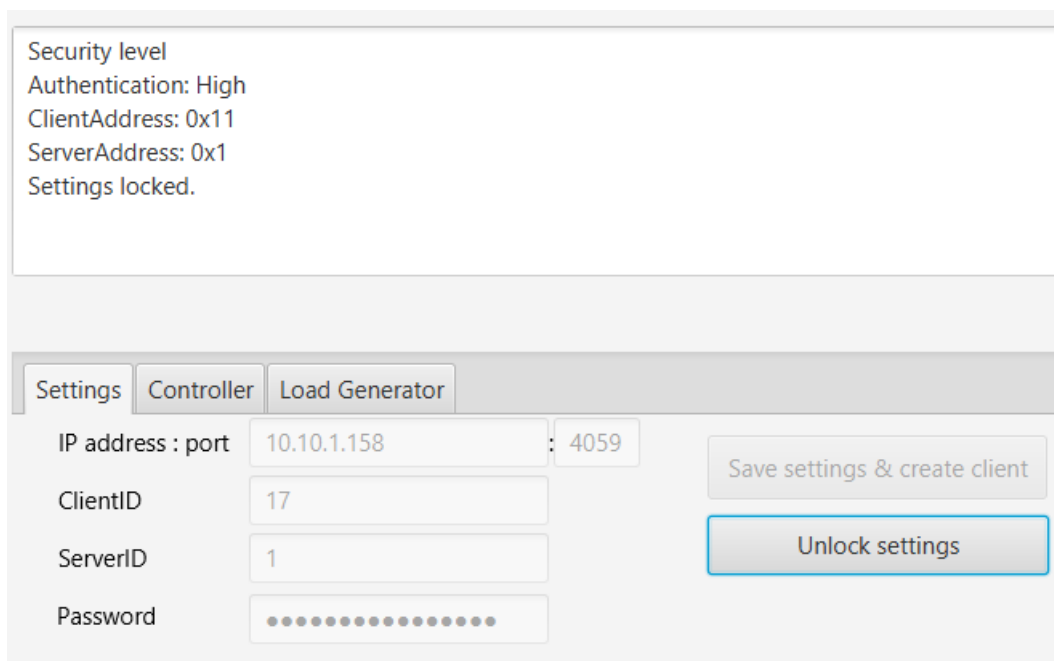 Security level
Authentication: High
ClientAddress: 0x11
ServerAddress: 0x1
Settings locked.
Settings Controller Load Generator
IP address : port 10.10.1.158 : 4059
Save settings & create client
ClientID 17
Unlock settings
ServerID 1
Password ●●●●●●●●●●●●●●●●